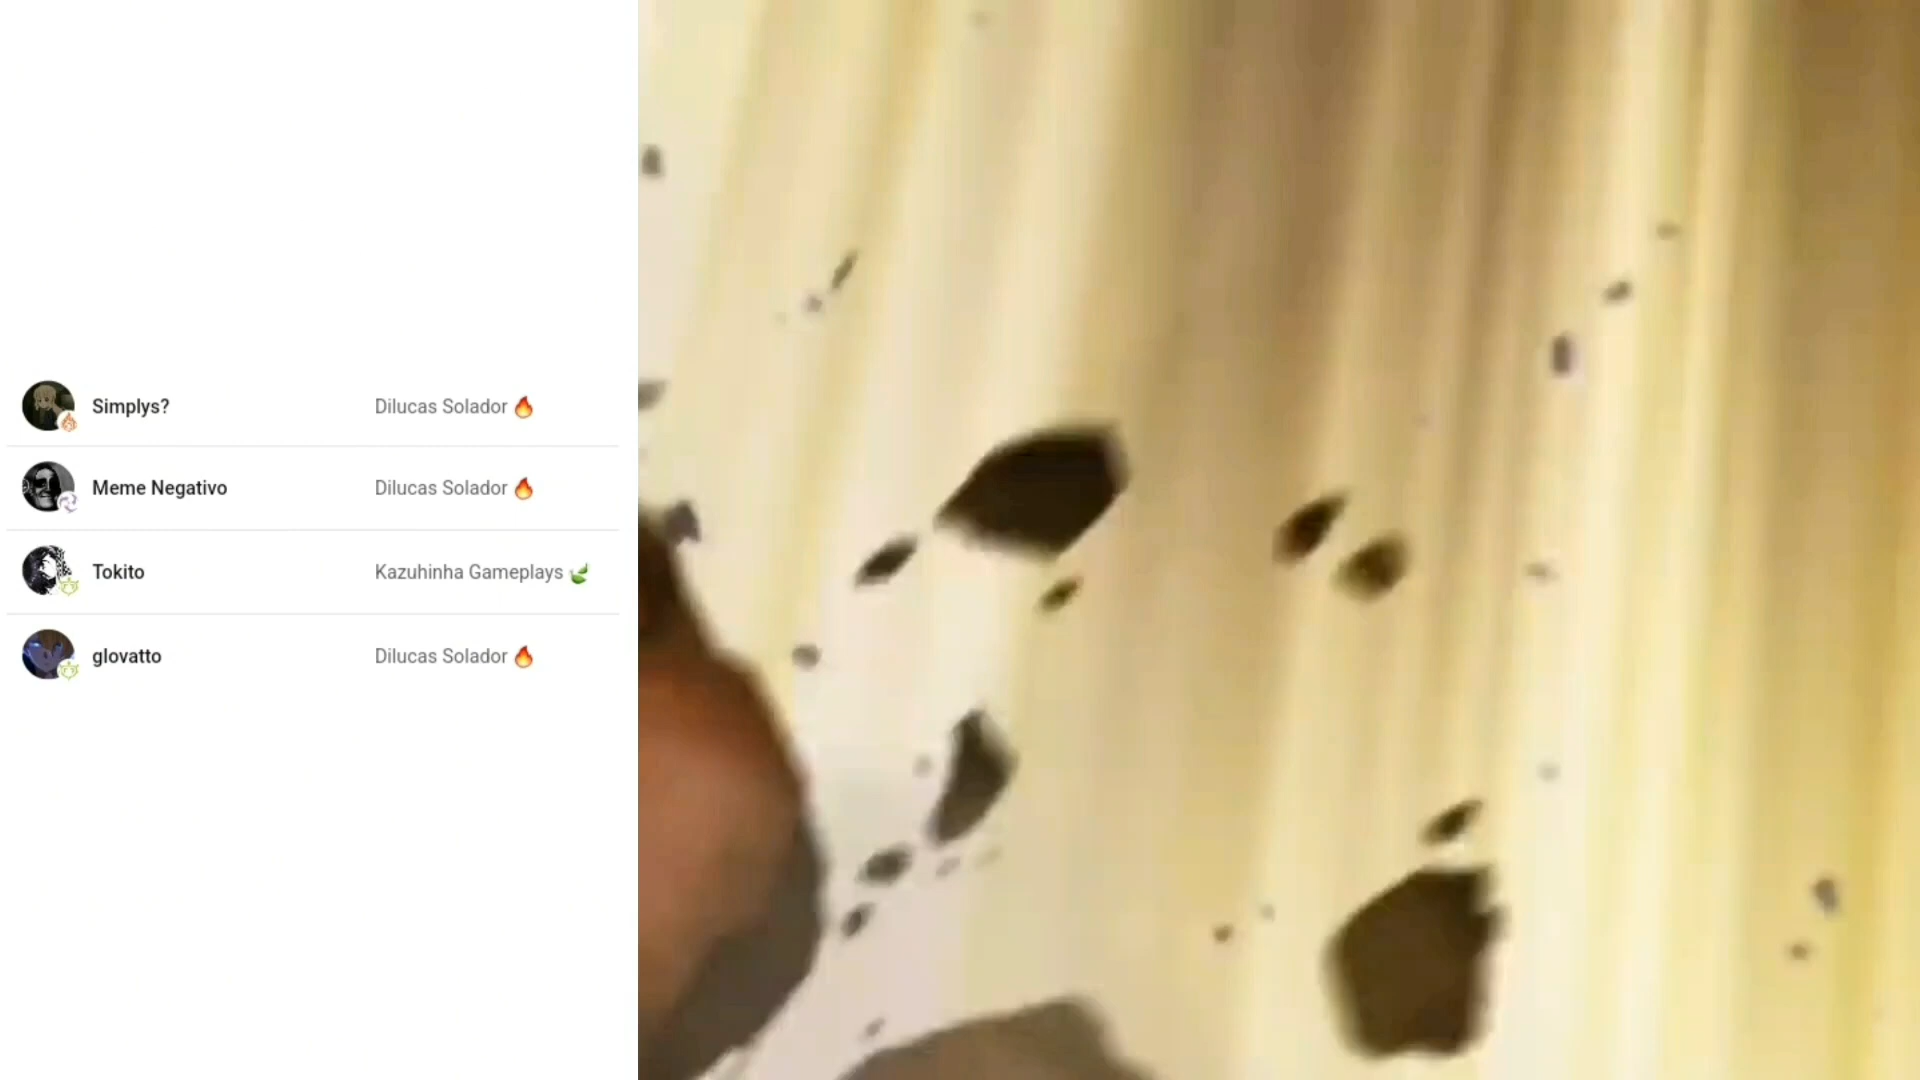 Simplys? Dilucas Solador 🔥
Meme Negativo Dilucas Solador 🔥
Tokito Kazuhinha Gameplays 🍃
glovatto Dilucas Solador 🔥